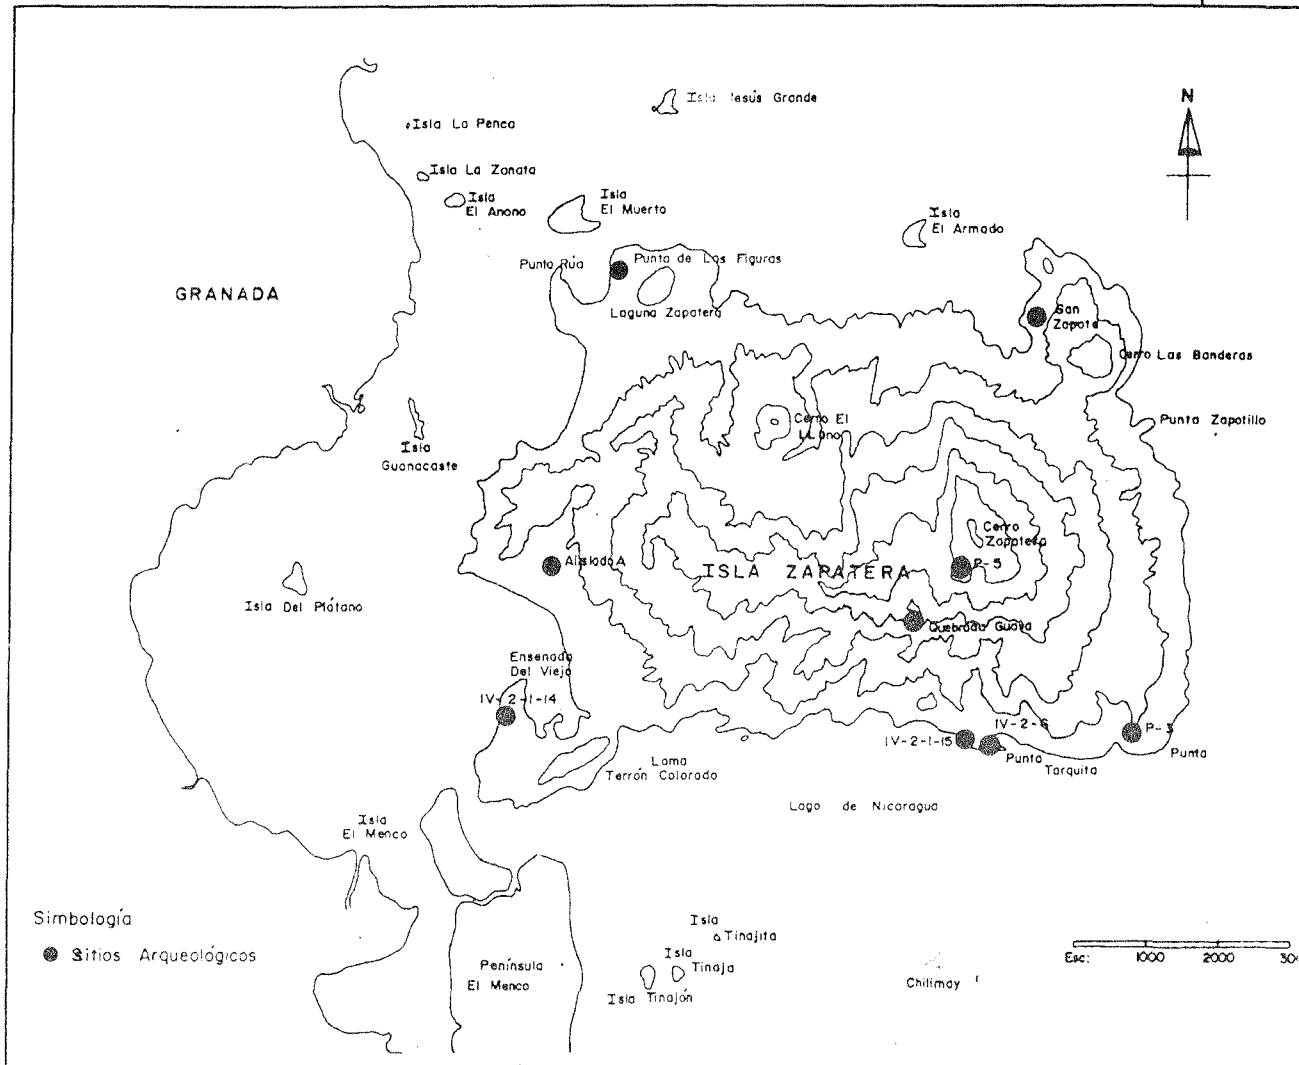 Isla Jesús Grande
N
Isla La Penca
Isla La Zanata
Isla
El Anono
Isla
El Muerto
Isla
El Armado
Punta Rúa
Punta de Las Figuras
GRANADA
Laguna Zapatera
San
Zapote
Cerro Las Banderas
Cerro El
LLano
Punta Zapotillo
Isla
Guanacaste
Cerro
Zapatera
Aislado A
ISLA ZAPATERA
P-5
Isla Del Plátano
Quebrada Guava
Ensenada
Del Viejo
IV-2-1-14
IV-2-6
P-3
IV-2-1-15
Punta
Tarquita
Punta
Loma
Terrón Colorado
Lago de Nicaragua
Isla
El Menco
Simbología
Sitios Arqueológicos
Isla
Tinajita
Isla
Tinaja
Península
El Menco
Isla Tinajón
Chilimay
Esc: 1000 2000 300